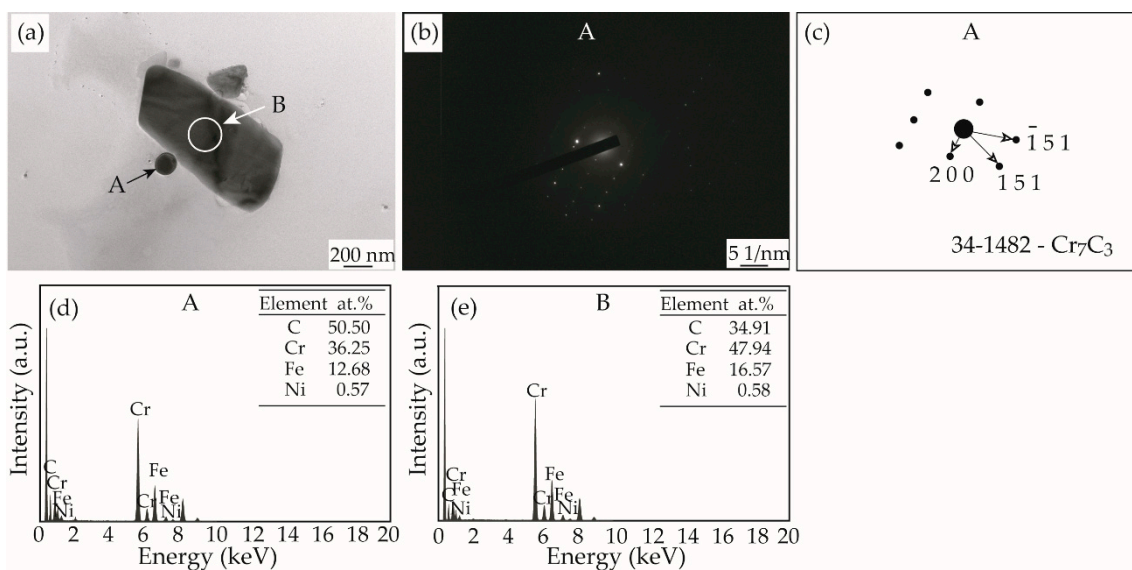 (a)
B
A
200 nm
(b)
A
5 1/nm
(c)
A
1̄ 5 1
2 0 0
1 5 1
34-1482 - Cr₇C₃
(d)
A
Element at.%
C 50.50
Cr 36.25
Fe 12.68
Ni 0.57
Cr
C
Cr
Fe
Ni
Cr
Fe
Fe
Ni
Intensity (a.u.)
0 2 4 6 8 10 12 14 16 18 20
Energy (keV)
(e)
B
Element at.%
C 34.91
Cr 47.94
Fe 16.57
Ni 0.58
Cr
Cr
Fe
C
Ni
Cr
Fe
Fe
Ni
Intensity (a.u.)
0 2 4 6 8 10 12 14 16 18 20
Energy (keV)